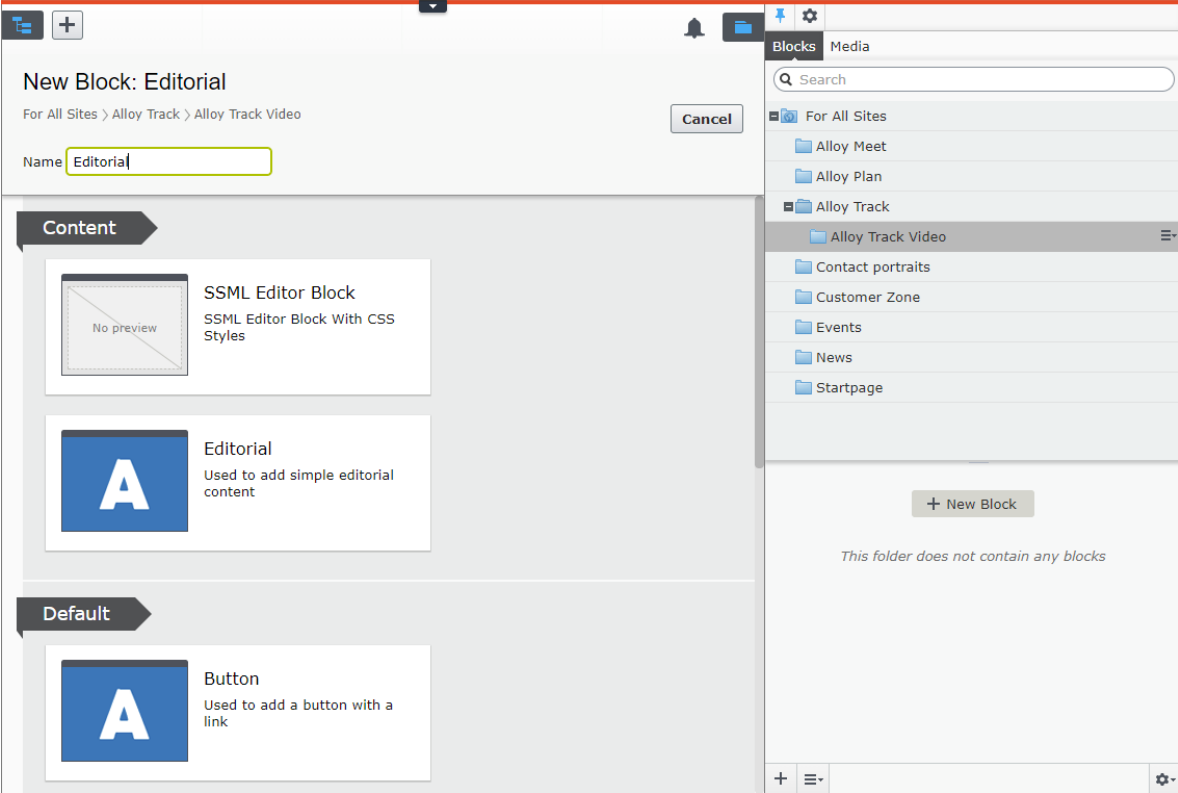 New Block: Editorial
For All Sites > Alloy Track > Alloy Track Video
Cancel
Name Editorial
Content
No preview
SSML Editor Block
SSML Editor Block With CSS
Styles
A
Editorial
Used to add simple editorial
content
Default
A
Button
Used to add a button with a
link
Blocks Media
Search
For All Sites
Alloy Meet
Alloy Plan
Alloy Track
Alloy Track Video
Contact portraits
Customer Zone
Events
News
Startpage
+ New Block
This folder does not contain any blocks